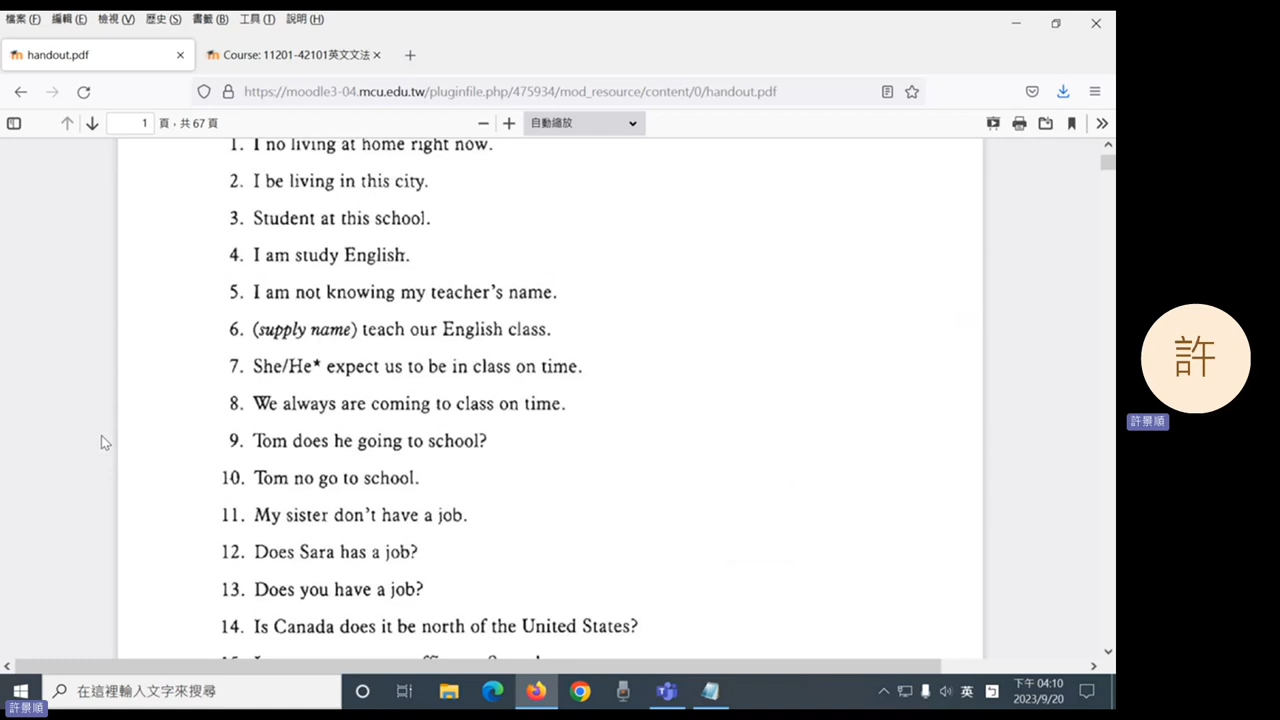 檔案(F) 編輯(E) 檢視(V) 歷史(S) 書籤(B) 工具(T) 說明(H)
handout.pdf
Course: 11201-42101英文文法
https://moodle3-04.mcu.edu.tw/pluginfile.php/475934/mod_resource/content/0/handout.pdf
1 頁,共 67 頁
自動縮放
1. I no living at home right now.
2. I be living in this city.
3. Student at this school.
4. I am study English.
5. I am not knowing my teacher's name.
6. (supply name) teach our English class.
7. She/He* expect us to be in class on time.
8. We always are coming to class on time.
9. Tom does he going to school?
10. Tom no go to school.
11. My sister don't have a job.
12. Does Sara has a job?
13. Does you have a job?
14. Is Canada does it be north of the United States?
許
許景順
在這裡輸入文字來搜尋
英
下午 04:10
2023/9/20
許景順